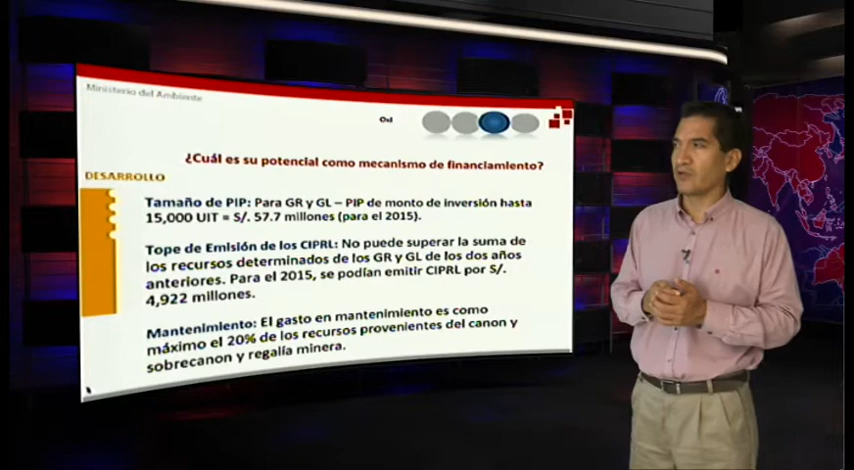 Ministerio del Ambiente
OxI
¿Cuál es su potencial como mecanismo de financiamiento?
DESARROLLO
Tamaño de PIP: Para GR y GL – PIP de monto de inversión hasta
15,000 UIT = S/. 57.7 millones (para el 2015).
Tope de Emisión de los CIPRL: No puede superar la suma de
los recursos determinados de los GR y GL de los dos años
anteriores. Para el 2015, se podían emitir CIPRL por S/.
4,922 millones.
Mantenimiento: El gasto en mantenimiento es como
máximo el 20% de los recursos provenientes del canon y
sobrecanon y regalía minera.